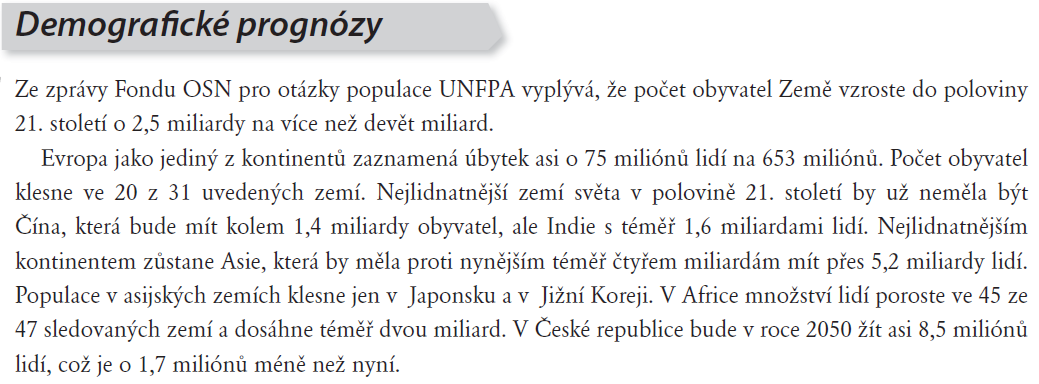 Demografické prognózy
Ze zprávy Fondu OSN pro otázky populace UNFPA vyplývá, že počet obyvatel Země vzroste do poloviny
21. století o 2,5 miliardy na více než devět miliard.
Evropa jako jediný z kontinentů zaznamená úbytek asi o 75 miliónů lidí na 653 miliónů. Počet obyvatel
klesne ve 20 z 31 uvedených zemí. Nejlidnatnější zemí světa v polovině 21. století by už neměla být
Čína, která bude mít kolem 1,4 miliardy obyvatel, ale Indie s téměř 1,6 miliardami lidí. Nejlidnatnějším
kontinentem zůstane Asie, která by měla proti nynějším téměř čtyřem miliardám mít přes 5,2 miliardy lidí.
Populace v asijských zemích klesne jen v Japonsku a v Jižní Koreji. V Africe množství lidí poroste ve 45 ze
47 sledovaných zemí a dosáhne téměř dvou miliard. V České republice bude v roce 2050 žít asi 8,5 miliónů
lidí, což je o 1,7 miliónů méně než nyní.